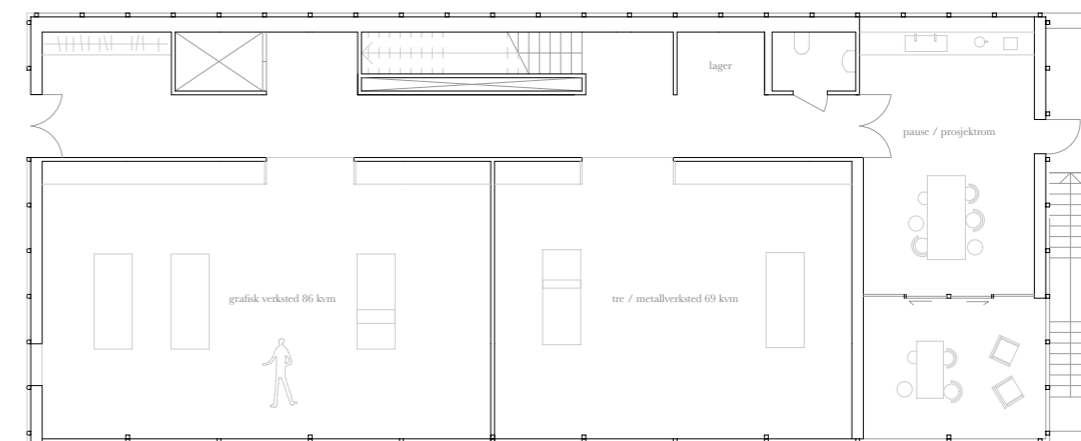 lager
pause / prosjektrom
grafisk verksted 86 kvm
tre / metallverksted 69 kvm